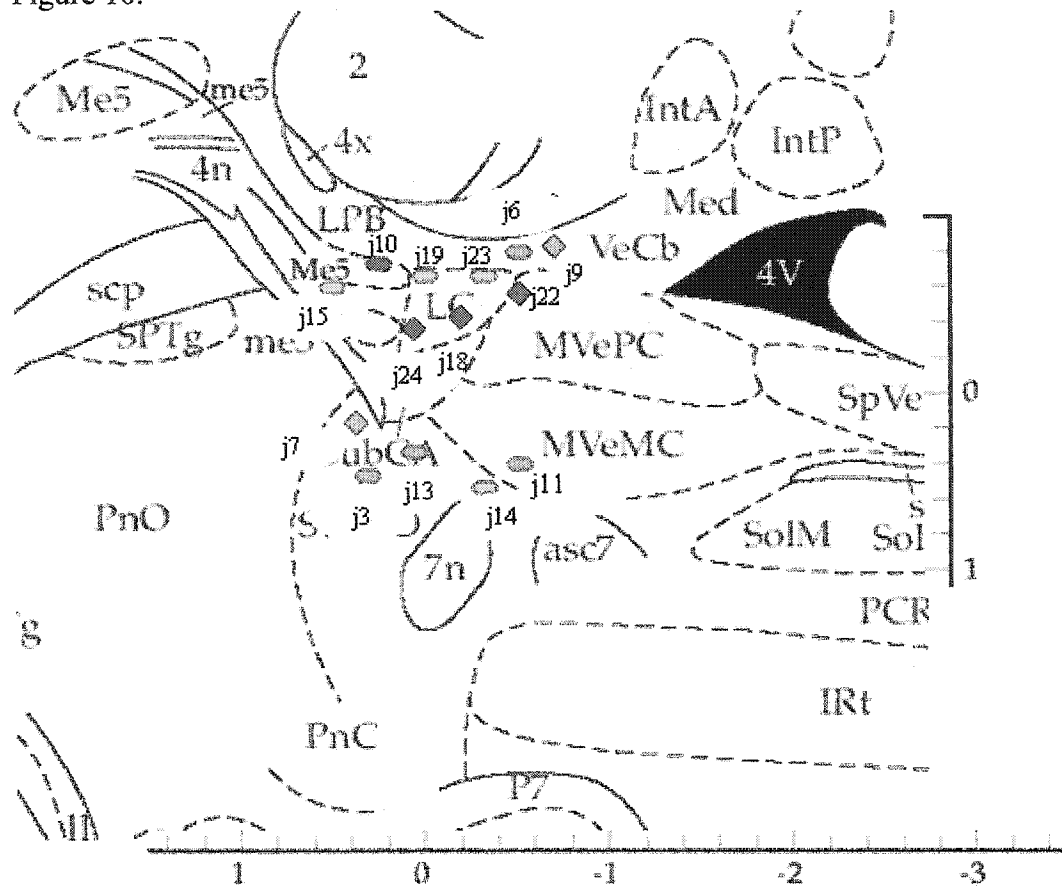 Figure 10.
2
Me5
me5
IntA
IntP
4x
4n
LPB
j6
Med
j10
j19
j23
VeCb
Me5
j9
4V
scp
LC
j22
j15
SPTg
me5
MVePC
j18
j24
SpVe
0
j7
MVeMC
j13
j11
PnO
j3
j14
S
s
SolM
Sol
7n
(asc7
1
PCR
g
IRt
PnC
P7
1
0
-1
-2
-3